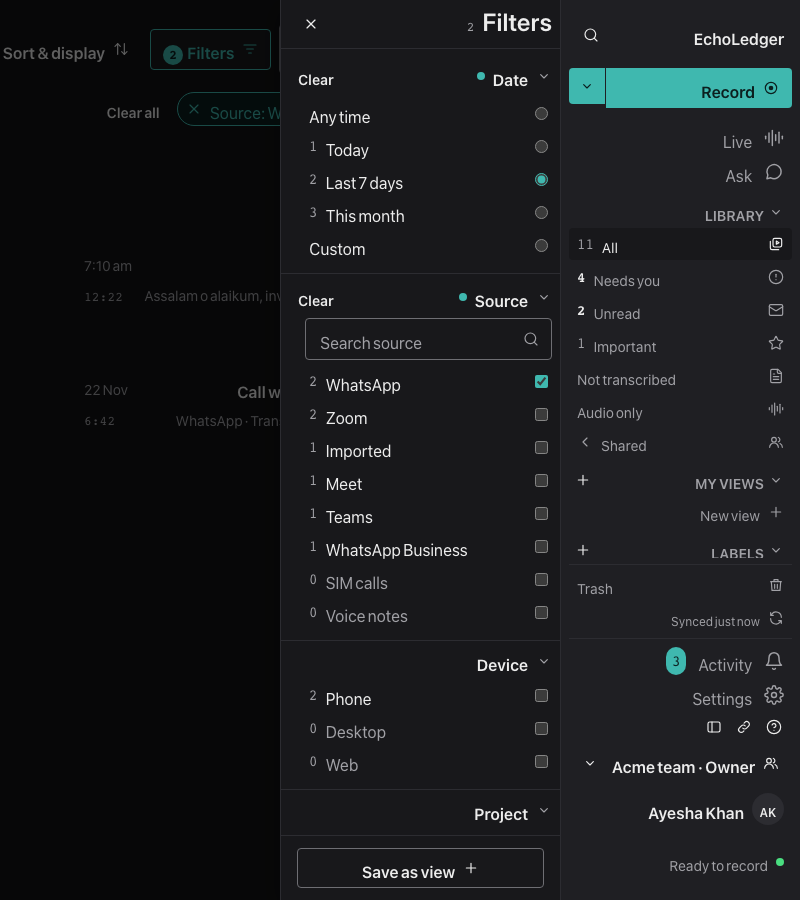 EchoLedger
Record
Live
Ask
LIBRARY
All 11
Needs you 4
Unread 2
Important 1
Not transcribed
Audio only
Shared
MY VIEWS
New view
LABELS
Trash
Synced just now
Activity 3
Settings
Acme team · Owner
AK Ayesha Khan
Ready to record
Filters 2
Date Clear
Any time
Today 1
Last 7 days 2
This month 3
Custom
Source Clear
Search source
WhatsApp 2
Zoom 2
Imported 1
Meet 1
Teams 1
WhatsApp Business 1
SIM calls 0
Voice notes 0
Device
Phone 2
Desktop 0
Web 0
Project
Save as view
Filters 2
Sort & display
Source: W
Clear all
7:10 am
Assalam o alaikum, inv
12:22
Call w
22 Nov
WhatsApp · Tran
6:42